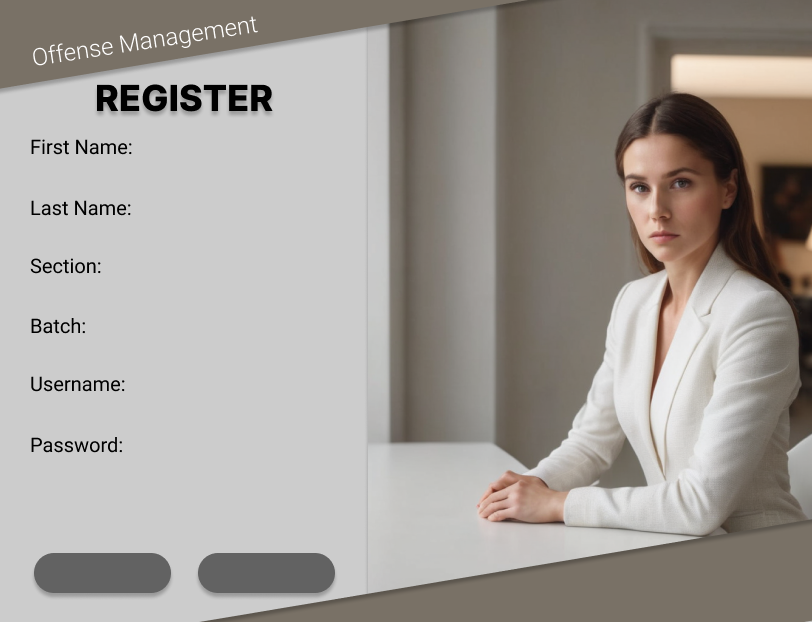 Offense Management
REGISTER
First Name:
Last Name:
Section:
Batch:
Username:
Password: